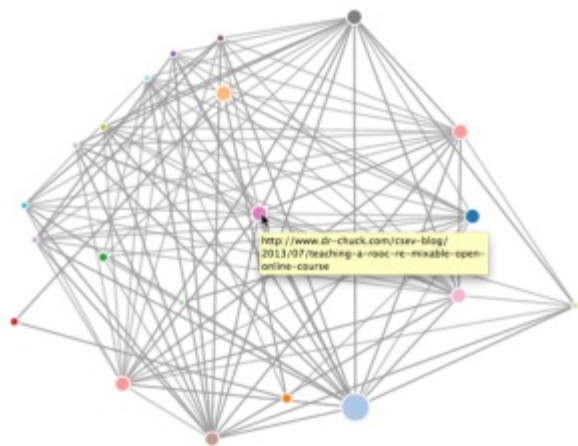 http://www.dr-chuck.com/csev-blog/
2013/07/teaching-a-rooc-re-mixable-open-
online-course